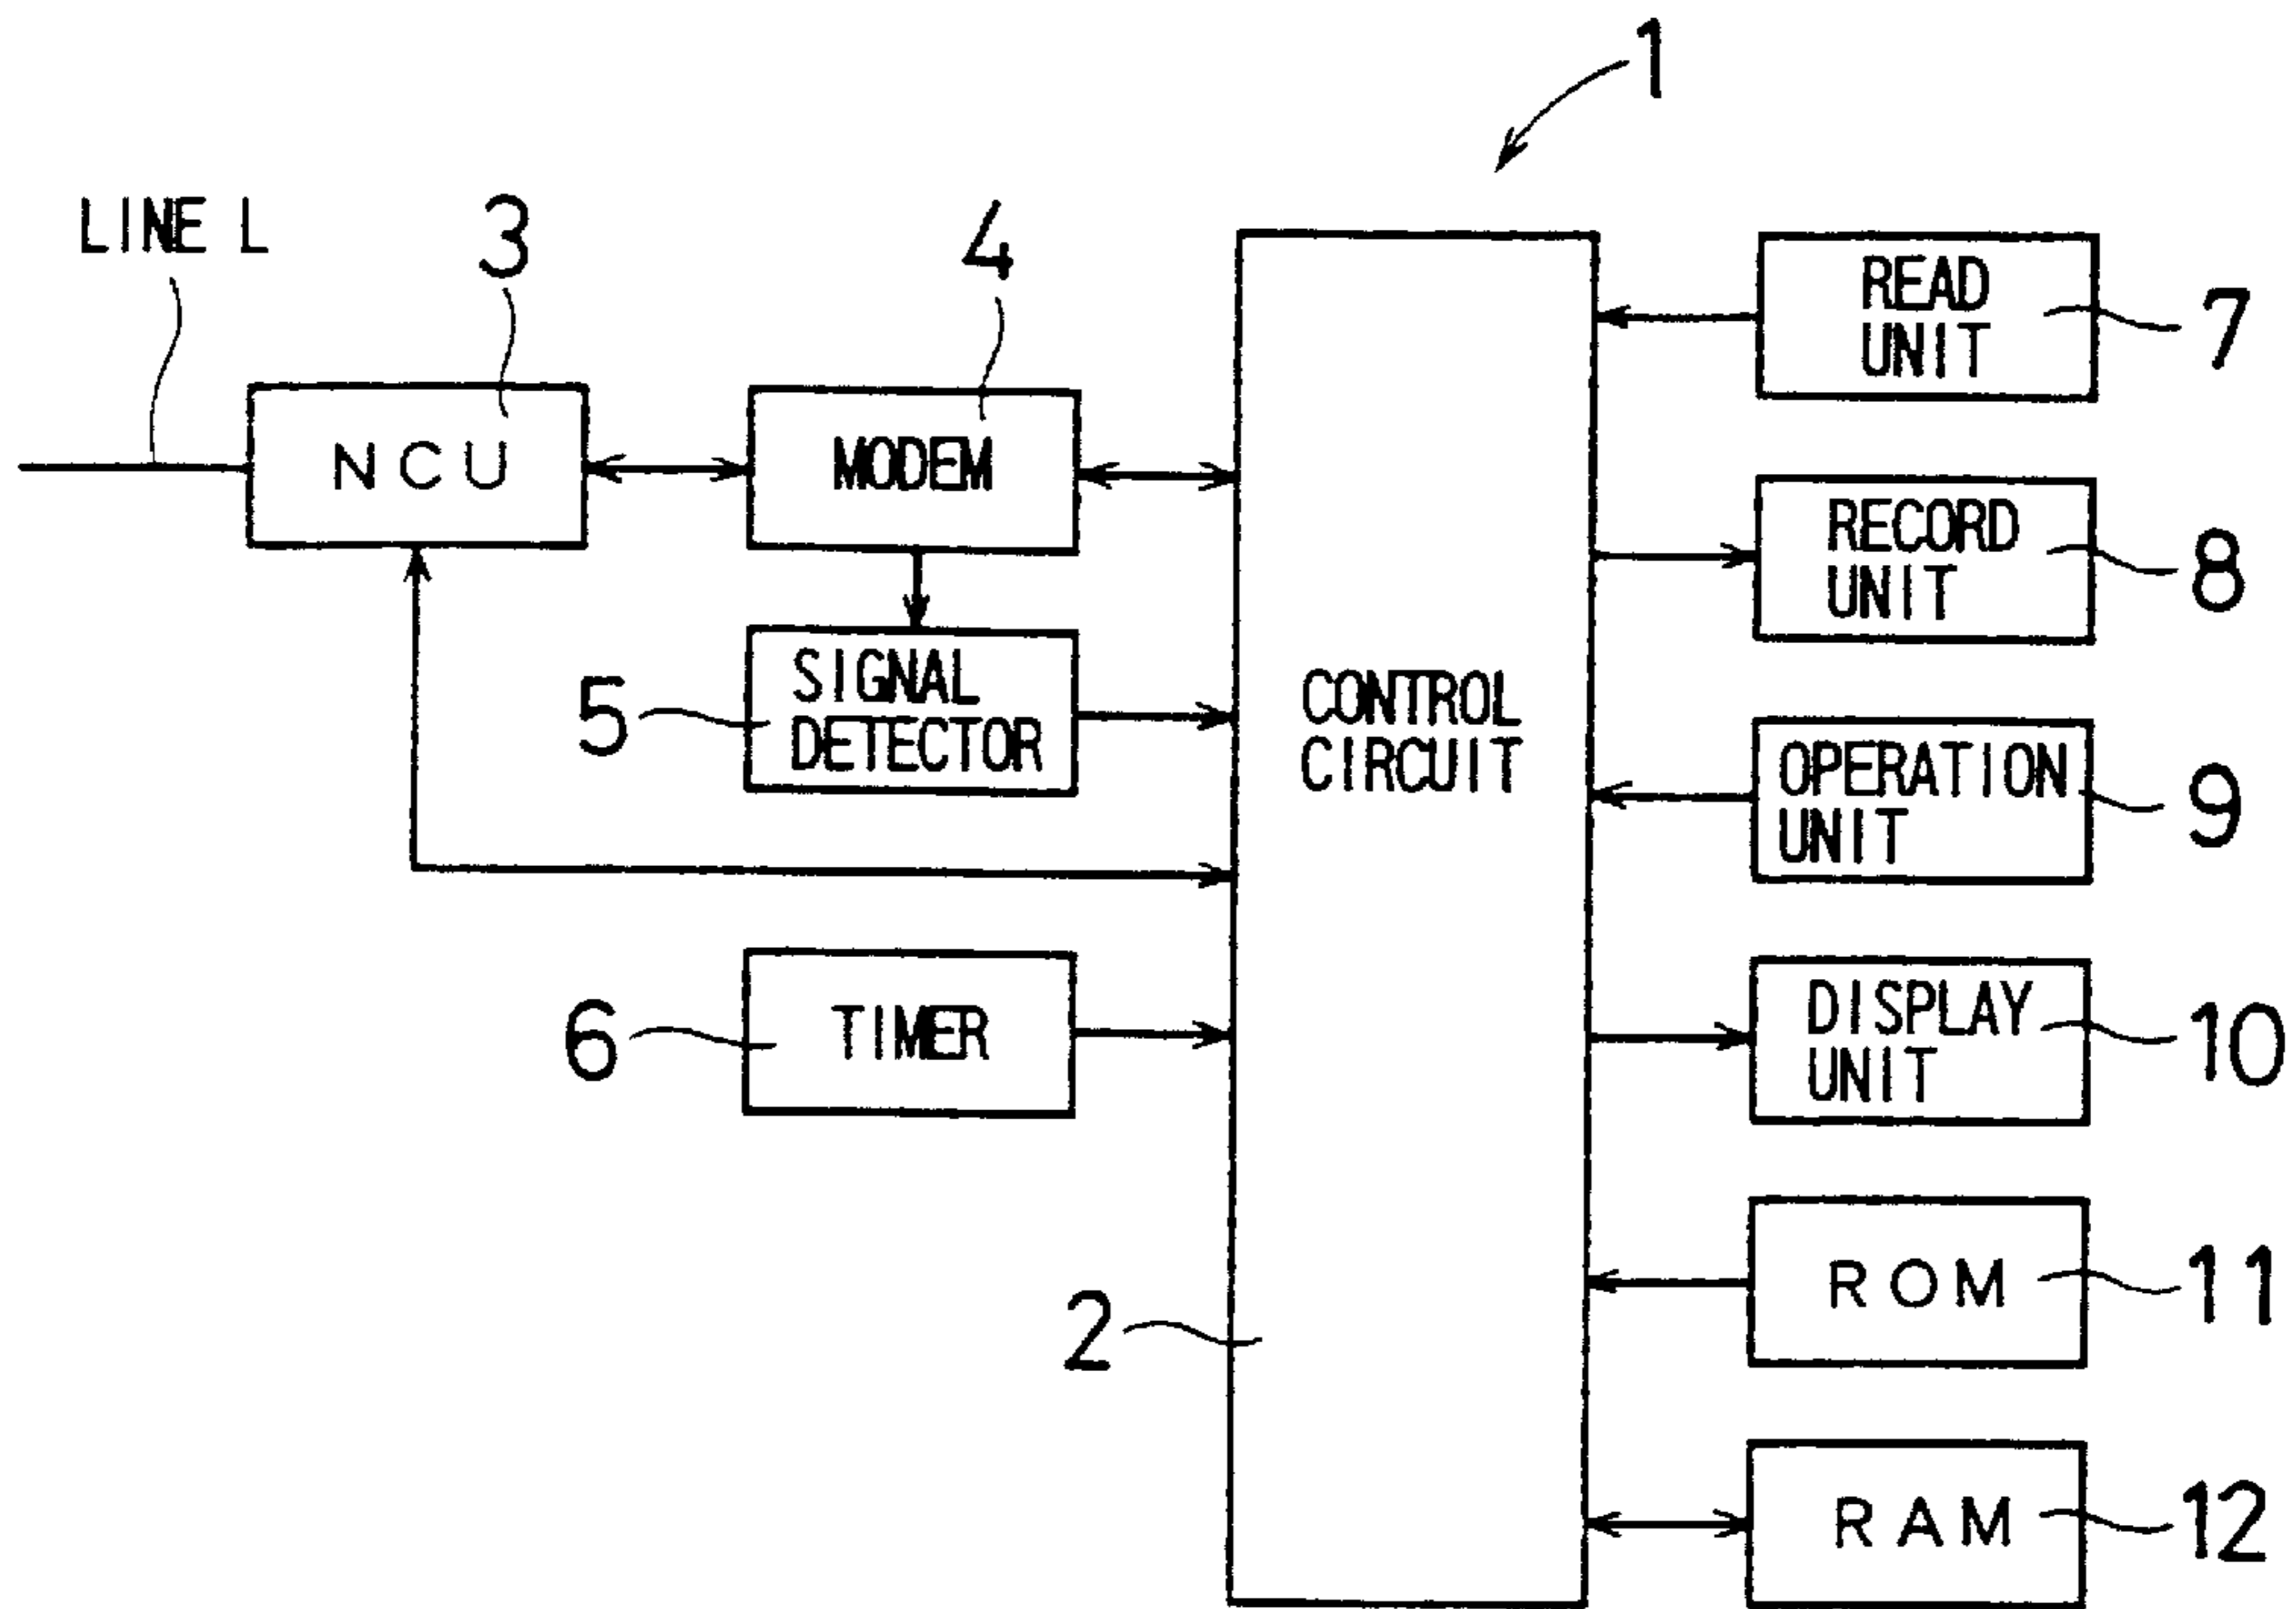 1
LINE L
3
4
NCU
MODEM
5
SIGNAL
DETECTOR
6
TIMER
2
CONTROL
CIRCUIT
READ
UNIT
7
RECORD
UNIT
8
OPERATION
UNIT
9
DISPLAY
UNIT
10
ROM
11
RAM
12